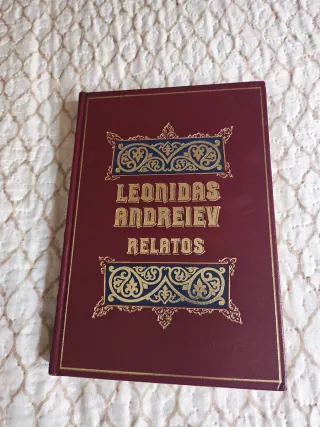 LEONIDAS
ANDREIEV
RELATOS